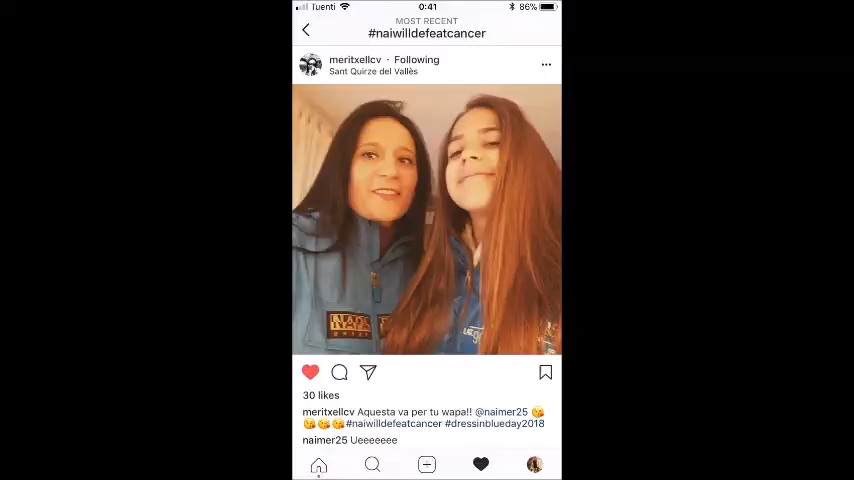 Tuenti 0:41 86%
MOST RECENT
#naiwilldefeatcancer
meritxellcv · Following
Sant Quirze del Vallès
NAPA
30 likes
meritxellcv Aquesta va per tu wapa!! @naimer25 😘
😘😘😘#naiwilldefeatcancer #dressinblueday2018
naimer25 Ueeeeeee